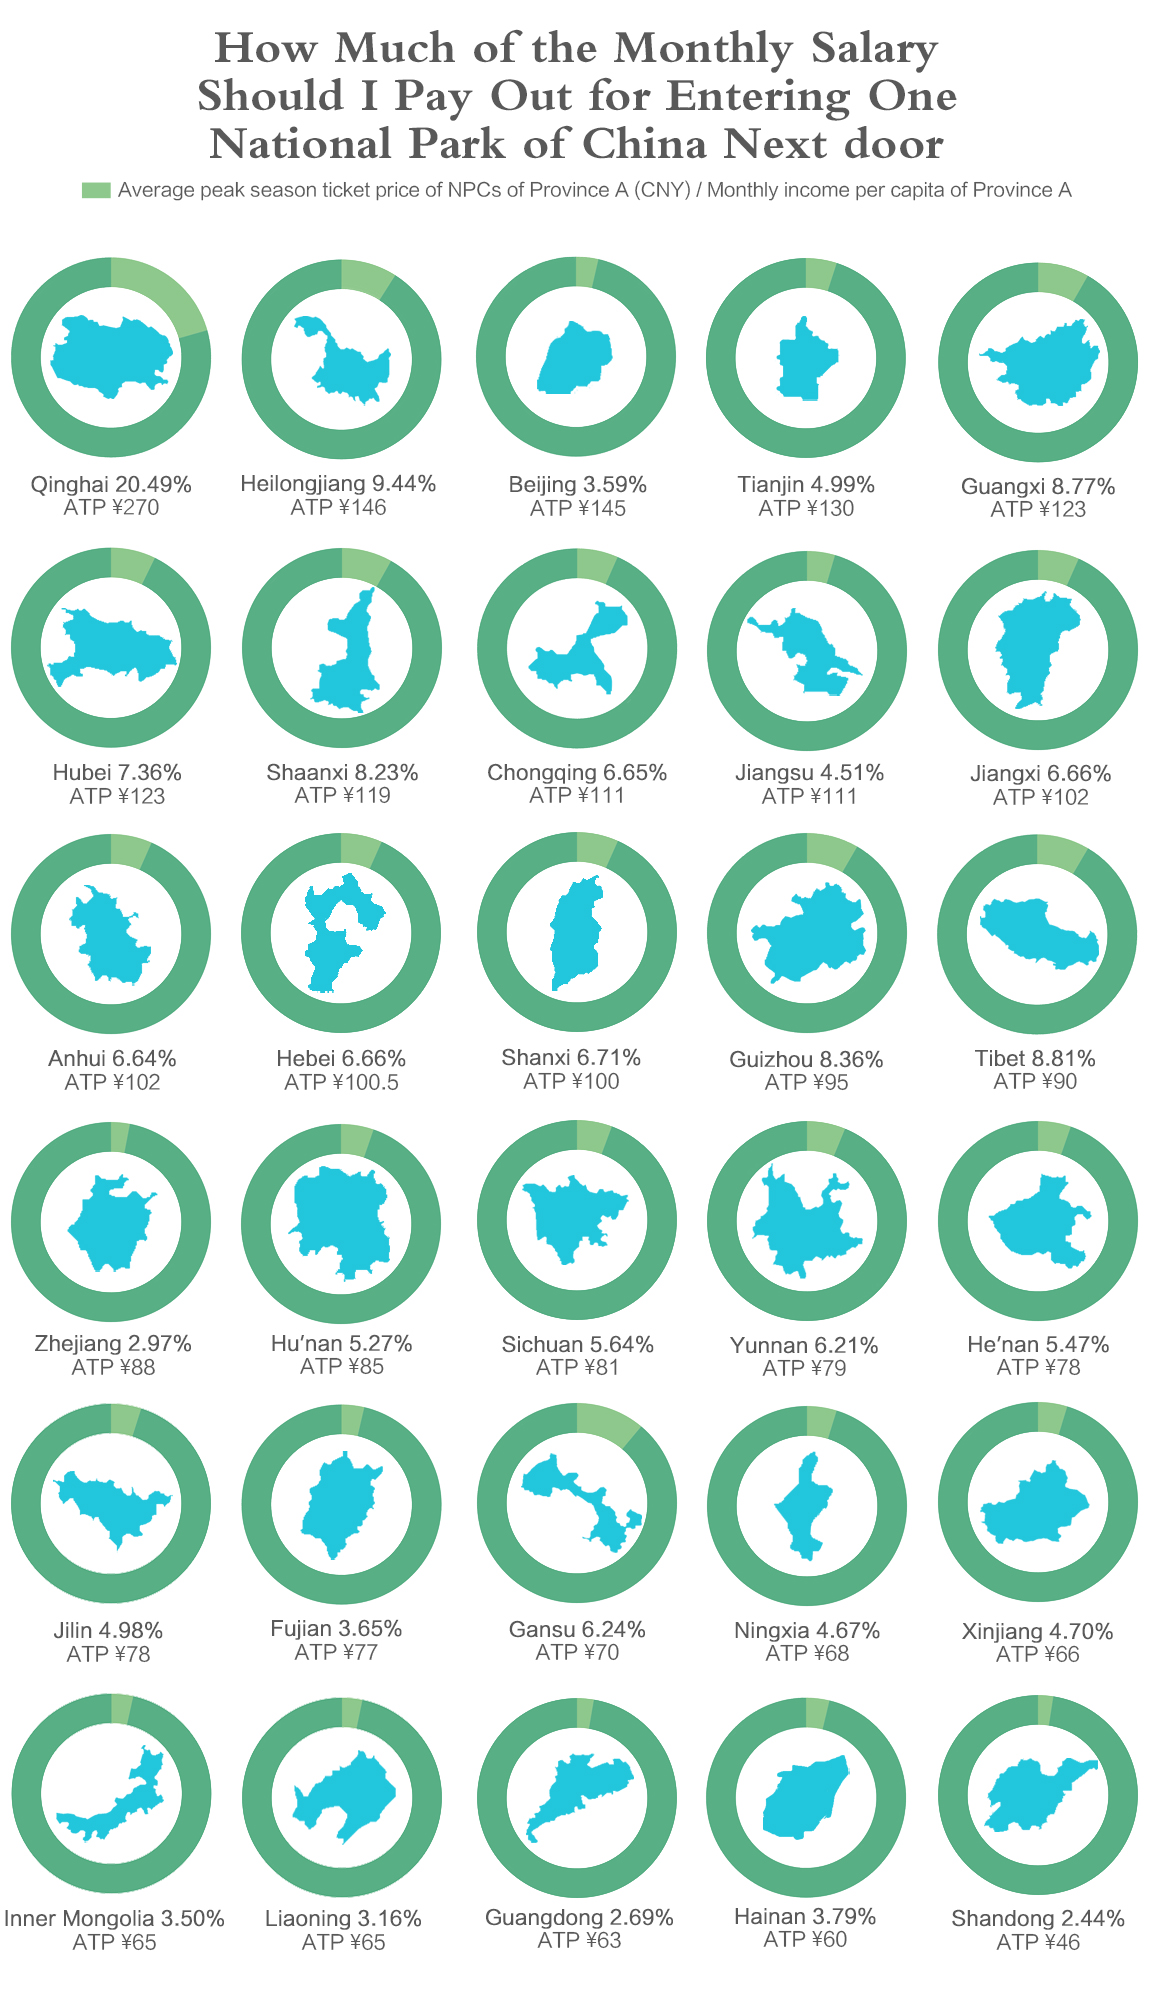 How Much of the Monthly Salary
Should I Pay Out for Entering One
National Park of China Next door
Average peak season ticket price of NPCs of Province A (CNY) / Monthly income per capita of Province A
Qinghai 20.49%
ATP ¥270
Heilongjiang 9.44%
ATP ¥146
Beijing 3.59%
ATP ¥145
Tianjin 4.99%
ATP ¥130
Guangxi 8.77%
ATP ¥123
Hubei 7.36%
ATP ¥123
Shaanxi 8.23%
ATP ¥119
Chongqing 6.65%
ATP ¥111
Jiangsu 4.51%
ATP ¥111
Jiangxi 6.66%
ATP ¥102
Anhui 6.64%
ATP ¥102
Hebei 6.66%
ATP ¥100.5
Shanxi 6.71%
ATP ¥100
Guizhou 8.36%
ATP ¥95
Tibet 8.81%
ATP ¥90
Zhejiang 2.97%
ATP ¥88
Hu’nan 5.27%
ATP ¥85
Sichuan 5.64%
ATP ¥81
Yunnan 6.21%
ATP ¥79
He’nan 5.47%
ATP ¥78
Jilin 4.98%
ATP ¥78
Fujian 3.65%
ATP ¥77
Gansu 6.24%
ATP ¥70
Ningxia 4.67%
ATP ¥68
Xinjiang 4.70%
ATP ¥66
Inner Mongolia 3.50%
ATP ¥65
Liaoning 3.16%
ATP ¥65
Guangdong 2.69%
ATP ¥63
Hainan 3.79%
ATP ¥60
Shandong 2.44%
ATP ¥46